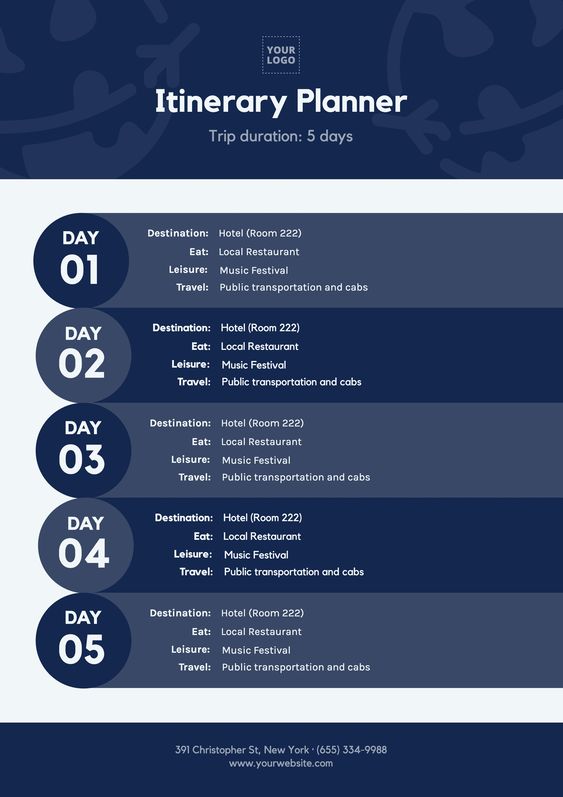 YOUR
LOGO
Itinerary Planner
Trip duration: 5 days
DAY
01
Destination: Hotel (Room 222)
Eat: Local Restaurant
Leisure: Music Festival
Travel: Public transportation and cabs
DAY
02
Destination: Hotel (Room 222)
Eat: Local Restaurant
Leisure: Music Festival
Travel: Public transportation and cabs
DAY
03
Destination: Hotel (Room 222)
Eat: Local Restaurant
Leisure: Music Festival
Travel: Public transportation and cabs
DAY
04
Destination: Hotel (Room 222)
Eat: Local Restaurant
Leisure: Music Festival
Travel: Public transportation and cabs
DAY
05
Destination: Hotel (Room 222)
Eat: Local Restaurant
Leisure: Music Festival
Travel: Public transportation and cabs
391 Christopher St, New York · (655) 334-9988
www.yourwebsite.com